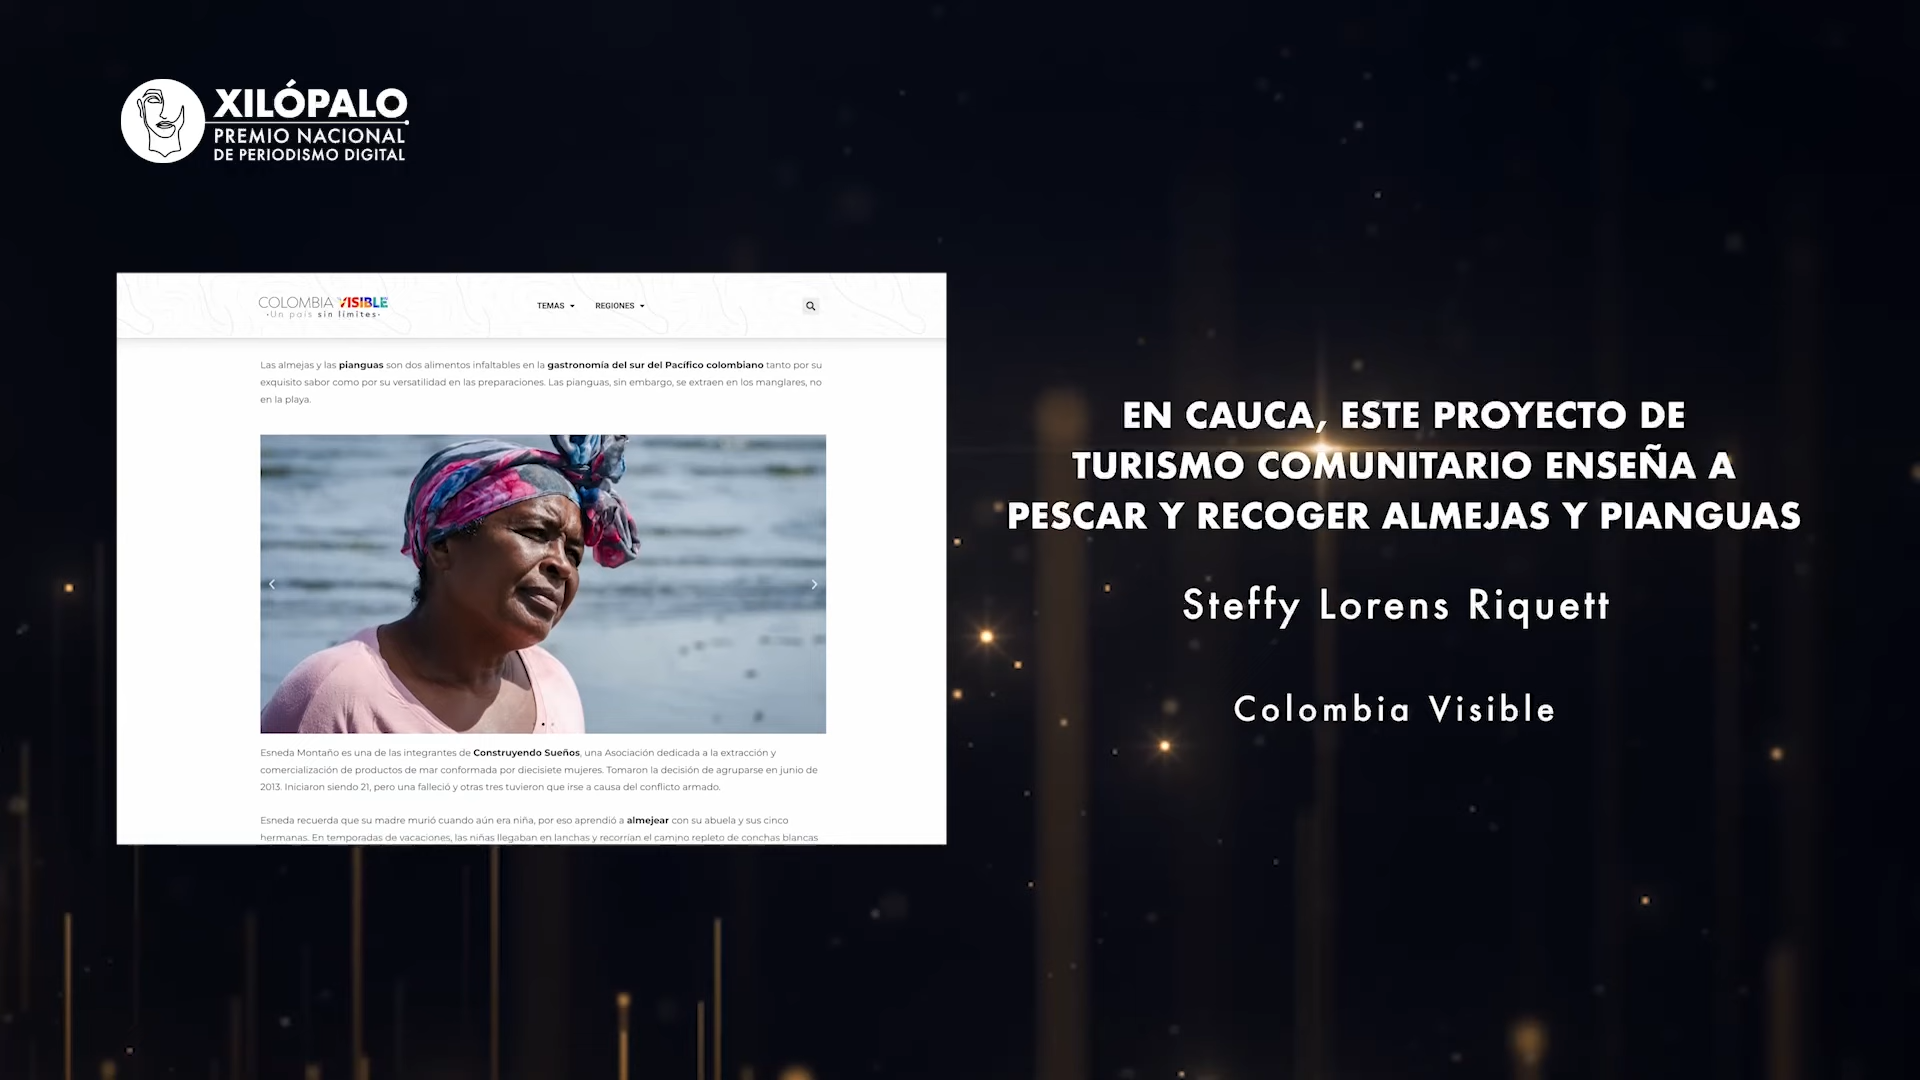 XILÓPALO
PREMIO NACIONAL
DE PERIODISMO DIGITAL
COLOMBIA VISIBLE
•Un país sin límites•
TEMAS
REGIONES
Las almejas y las pianguas son dos alimentos infaltables en la gastronomía del sur del Pacífico colombiano tanto por su
exquisito sabor como por su versatilidad en las preparaciones. Las pianguas, sin embargo, se extraen en los manglares, no
en la playa.
Esneda Montaño es una de las integrantes de Construyendo Sueños, una Asociación dedicada a la extracción y
comercialización de productos de mar conformada por diecisiete mujeres. Tomaron la decisión de agruparse en junio de
2013. Iniciaron siendo 21, pero una falleció y otras tres tuvieron que irse a causa del conflicto armado.
Esneda recuerda que su madre murió cuando aún era niña, por eso aprendió a almejear con su abuela y sus cinco
hermanas. En temporadas de vacaciones, las niñas llegaban en lanchas y recorrían el camino repleto de conchas blancas
EN CAUCA, ESTE PROYECTO DE
TURISMO COMUNITARIO ENSEÑA A
PESCAR Y RECOGER ALMEJAS Y PIANGUAS
Steffy Lorens Riquett
Colombia Visible